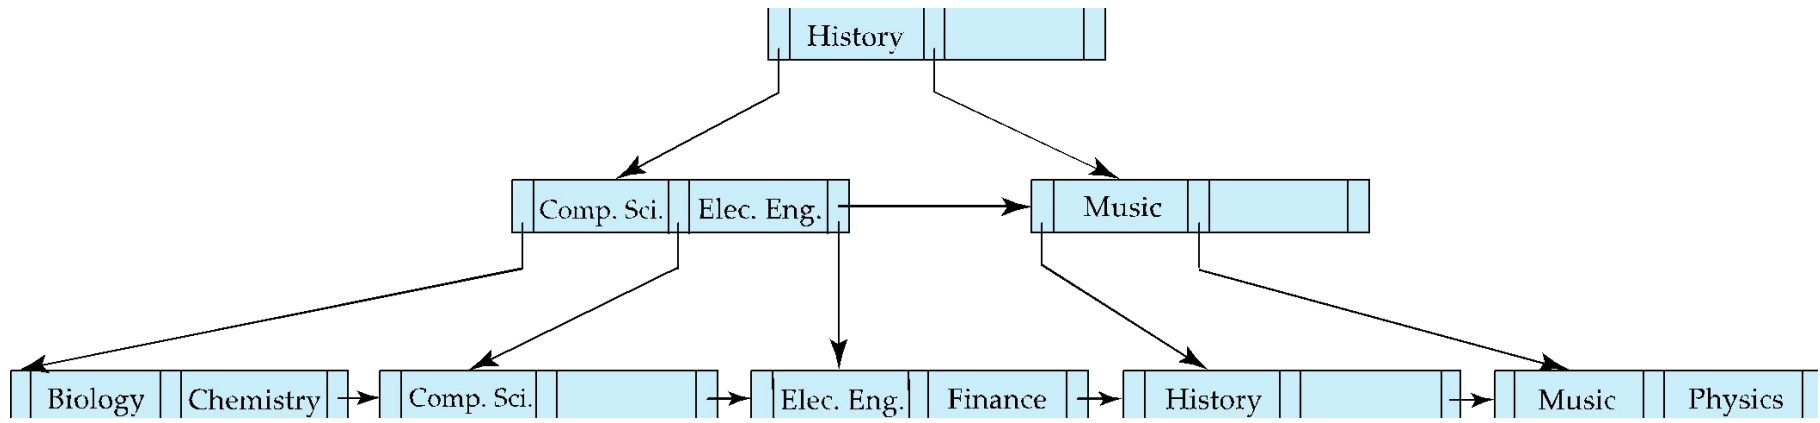 History
Comp. Sci. Elec. Eng. Music
Biology Chemistry Comp. Sci. Elec. Eng. Finance History Music Physics